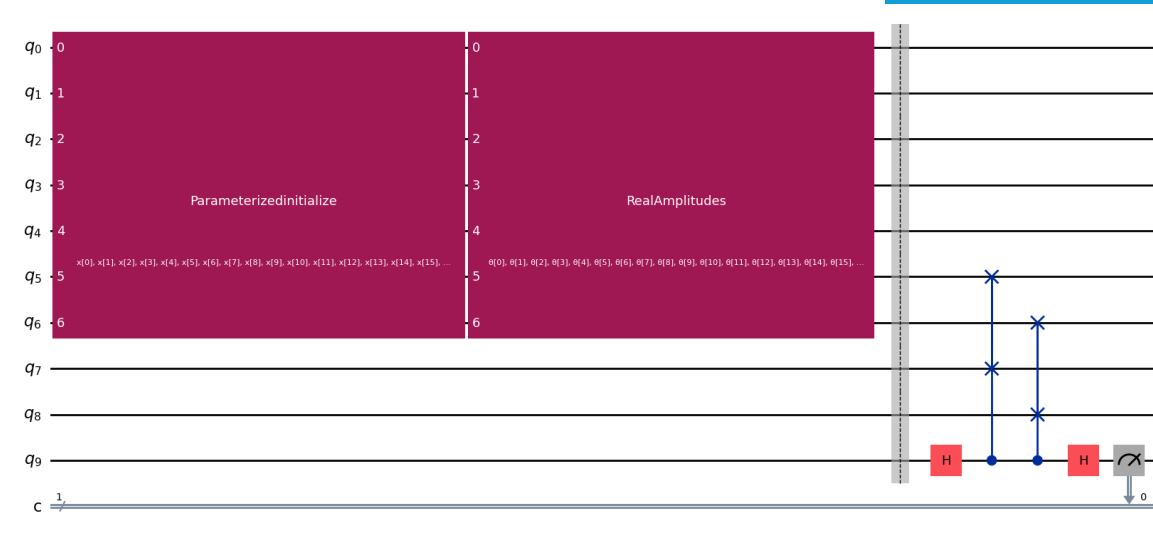 q0 0 0
q1 1 1
q2 2 2
q3 3 3
Parameterizedinitialize RealAmplitudes
q4 4 4
x[0], x[1], x[2], x[3], x[4], x[5], x[6], x[7], x[8], x[9], x[10], x[11], x[12], x[13], x[14], x[15], ... θ[0], θ[1], θ[2], θ[3], θ[4], θ[5], θ[6], θ[7], θ[8], θ[9], θ[10], θ[11], θ[12], θ[13], θ[14], θ[15], ...
q5 5 5
q6 6 6
q7
q8
q9 H H
c 1 0